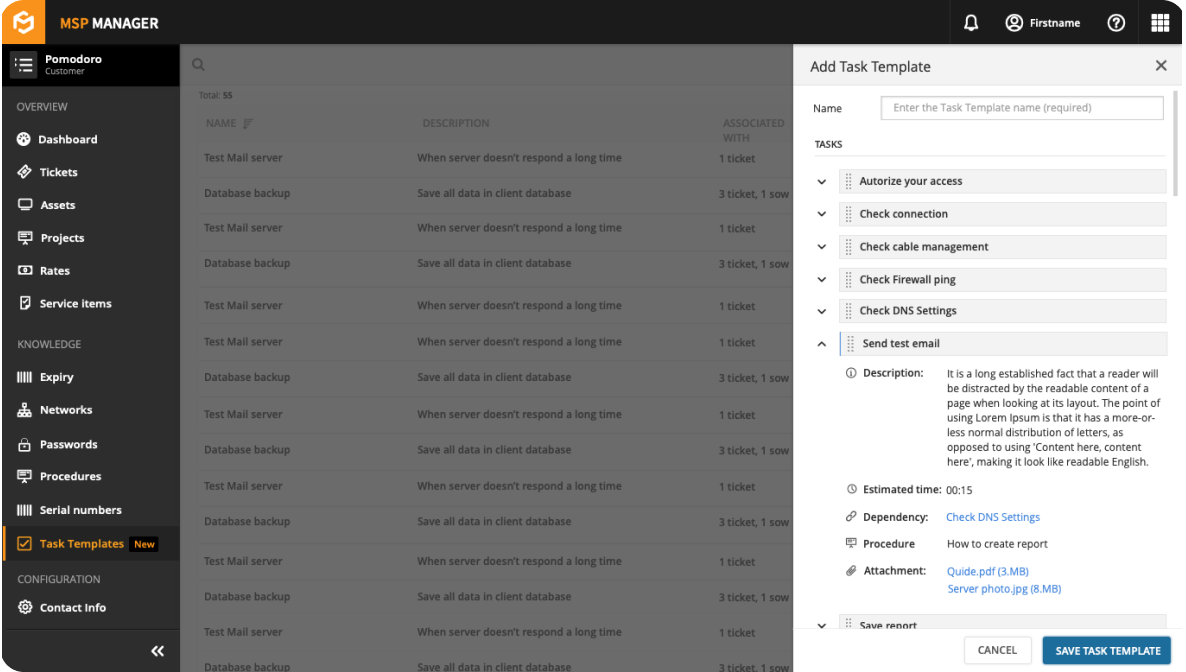 MSP MANAGER
Firstname
Pomodoro
Customer
OVERVIEW
Dashboard
Tickets
Assets
Projects
Rates
Service items
KNOWLEDGE
Expiry
Networks
Passwords
Procedures
Serial numbers
Task Templates New
CONFIGURATION
Contact Info
Total: 55
NAME DESCRIPTION ASSOCIATED
WITH
Test Mail server When server doesn't respond a long time 1 ticket
Database backup Save all data in client database 3 ticket, 1 sow
Test Mail server When server doesn't respond a long time 1 ticket
Database backup Save all data in client database 3 ticket, 1 sow
Test Mail server When server doesn't respond a long time 1 ticket
Test Mail server When server doesn't respond a long time 1 ticket
Database backup Save all data in client database 3 ticket, 1 sow
Test Mail server When server doesn't respond a long time 1 ticket
Database backup Save all data in client database 3 ticket, 1 sow
Test Mail server When server doesn't respond a long time 1 ticket
Database backup Save all data in client database 3 ticket, 1 sow
Test Mail server When server doesn't respond a long time 1 ticket
Database backup Save all data in client database 3 ticket, 1 sow
Test Mail server When server doesn't respond a long time 1 ticket
Database backup Save all data in client database 3 ticket, 1 sow
Add Task Template
Name Enter the Task Template name (required)
TASKS
Autorize your access
Check connection
Check cable management
Check Firewall ping
Check DNS Settings
Send test email
Description: It is a long established fact that a reader will
be distracted by the readable content of a
page when looking at its layout. The point of
using Lorem Ipsum is that it has a more-or-
less normal distribution of letters, as
opposed to using 'Content here, content
here', making it look like readable English.
Estimated time: 00:15
Dependency: Check DNS Settings
Procedure How to create report
Attachment: Quide.pdf (3.MB)
Server photo.jpg (8.MB)
Save report
CANCEL SAVE TASK TEMPLATE